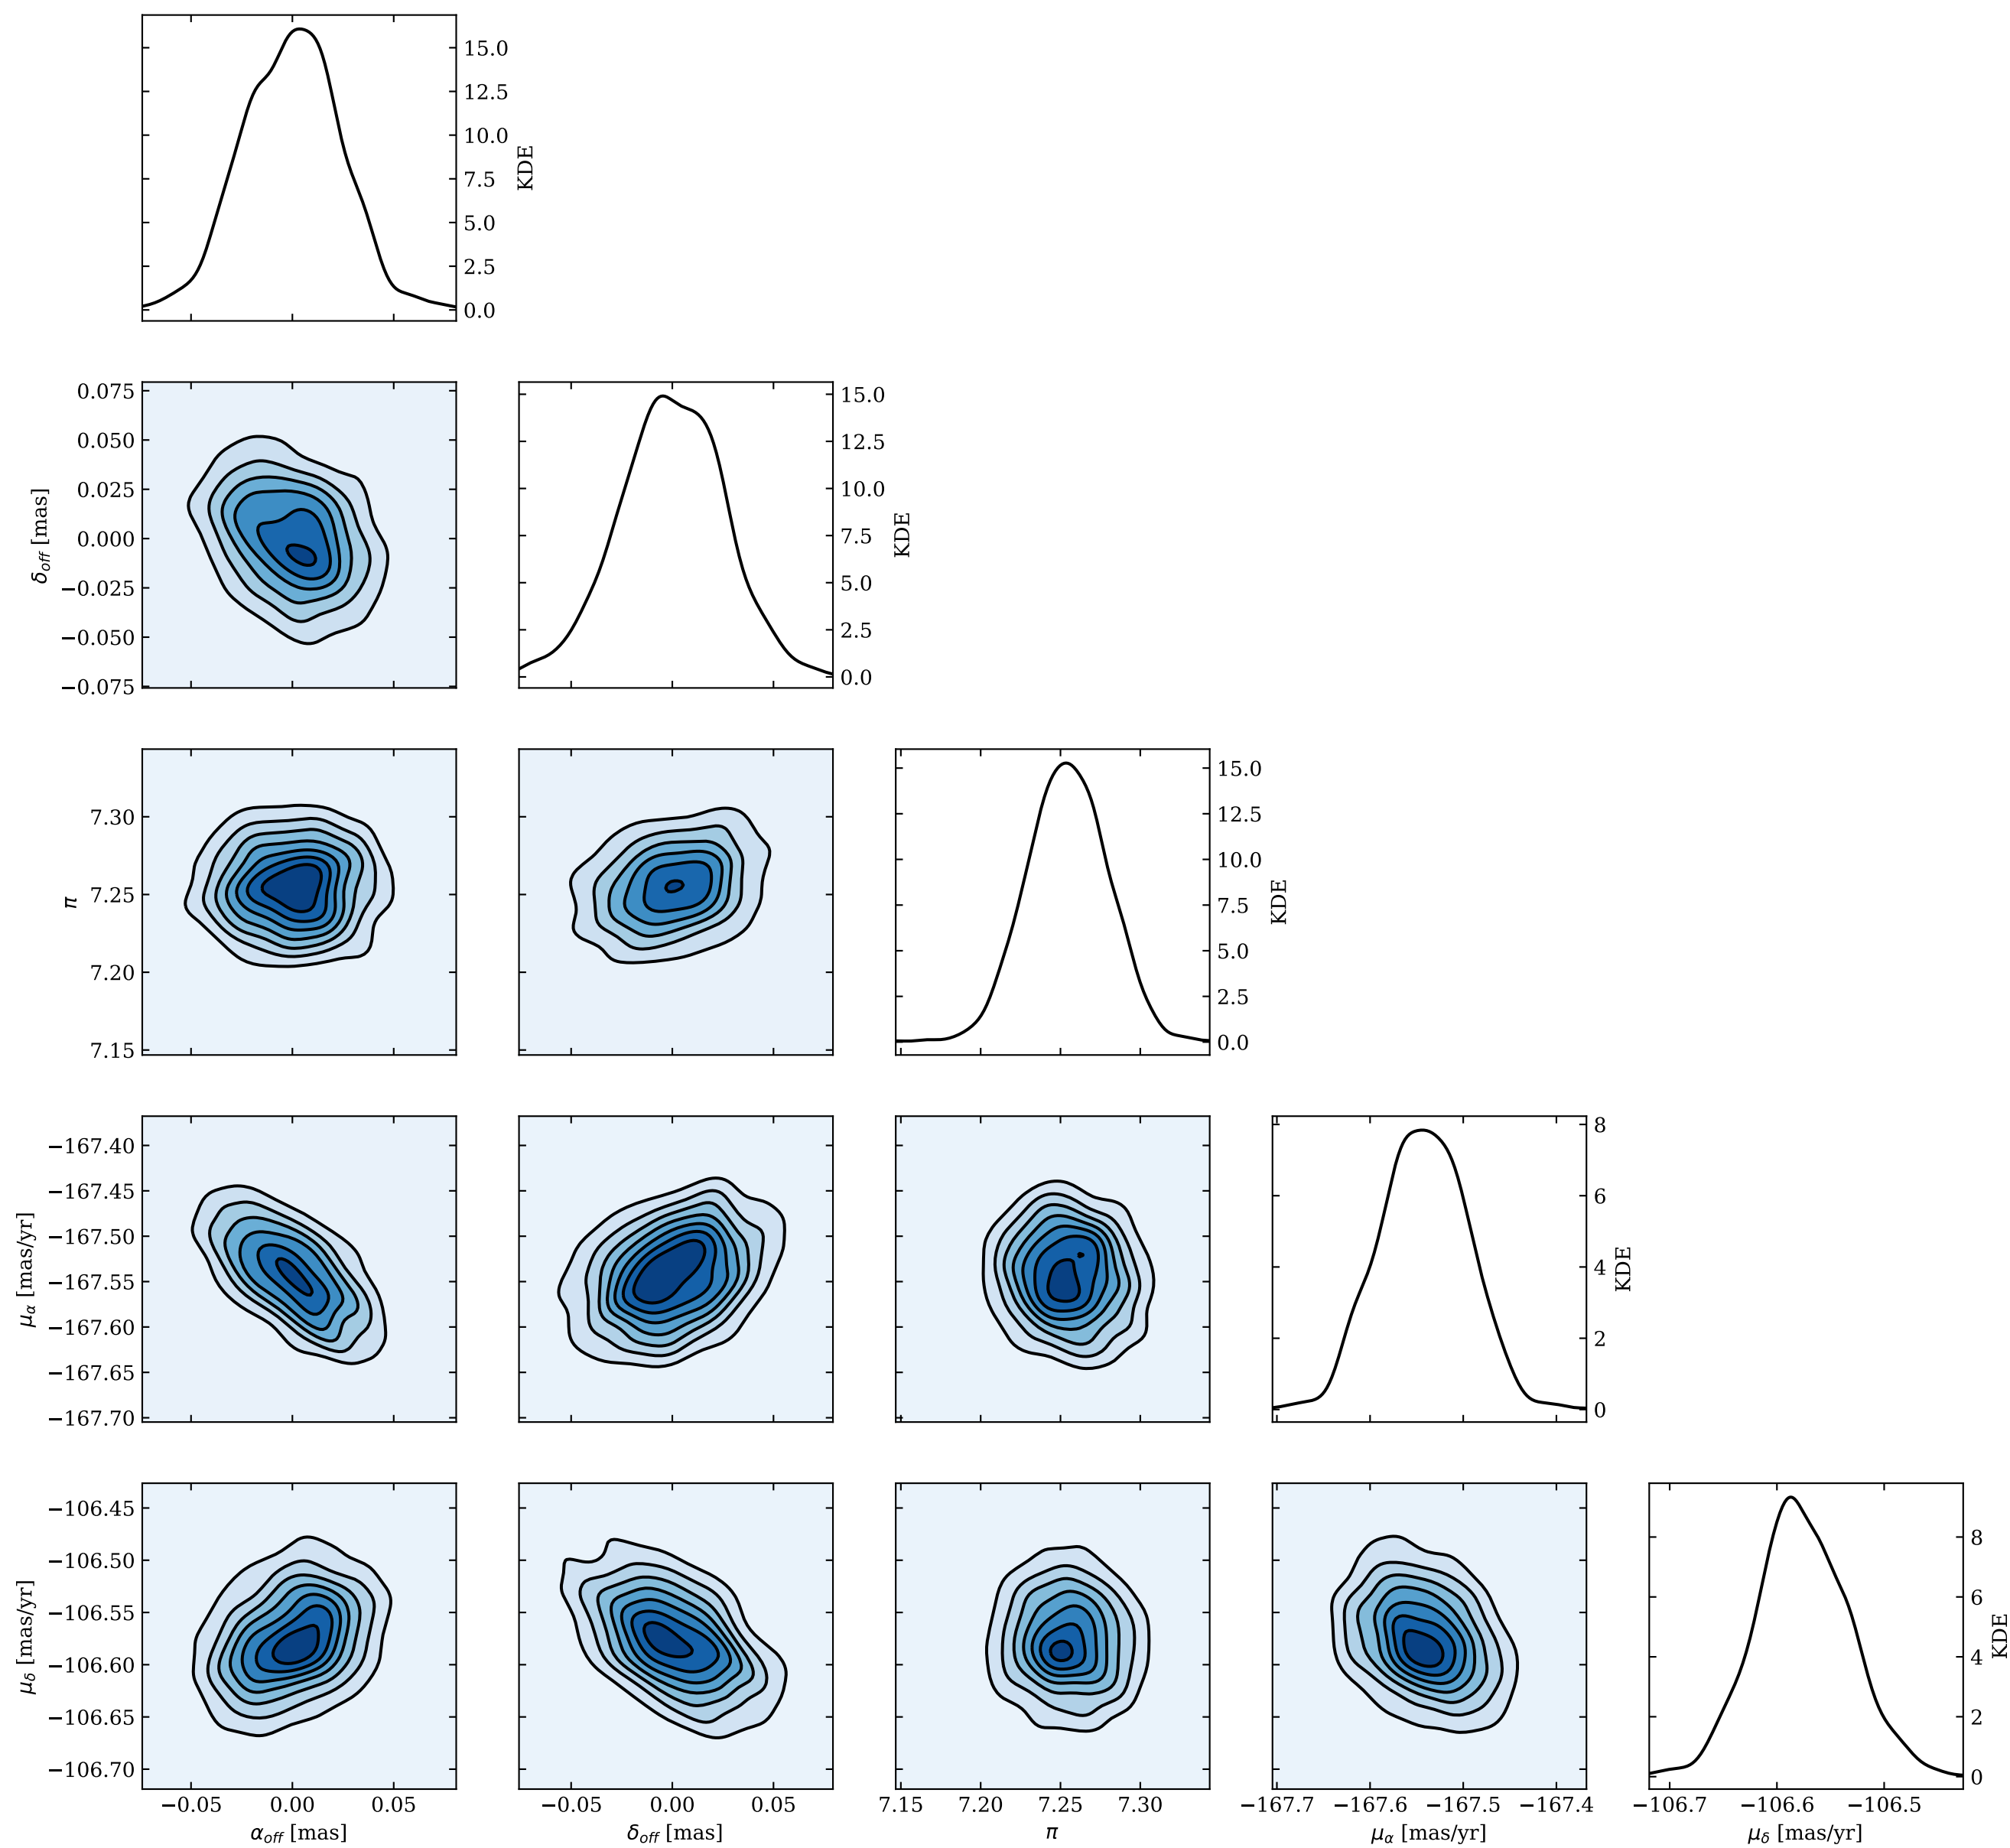 15.0
12.5
10.0
7.5
5.0
2.5
0.0
KDE
0.075
0.050
0.025
0.000
−0.025
−0.050
−0.075
δoff [mas]
15.0
12.5
10.0
7.5
5.0
2.5
0.0
KDE
7.30
7.25
7.20
7.15
π
15.0
12.5
10.0
7.5
5.0
2.5
0.0
KDE
−167.40
−167.45
−167.50
−167.55
−167.60
−167.65
−167.70
μα [mas/yr]
8
6
4
2
0
KDE
−106.45
−106.50
−106.55
−106.60
−106.65
−106.70
μδ [mas/yr]
8
6
4
2
0
KDE
−0.05 0.00 0.05
−0.05 0.00 0.05
7.15 7.20 7.25 7.30
−167.7 −167.6 −167.5 −167.4
−106.7 −106.6 −106.5
αoff [mas]
δoff [mas]
π
μα [mas/yr]
μδ [mas/yr]